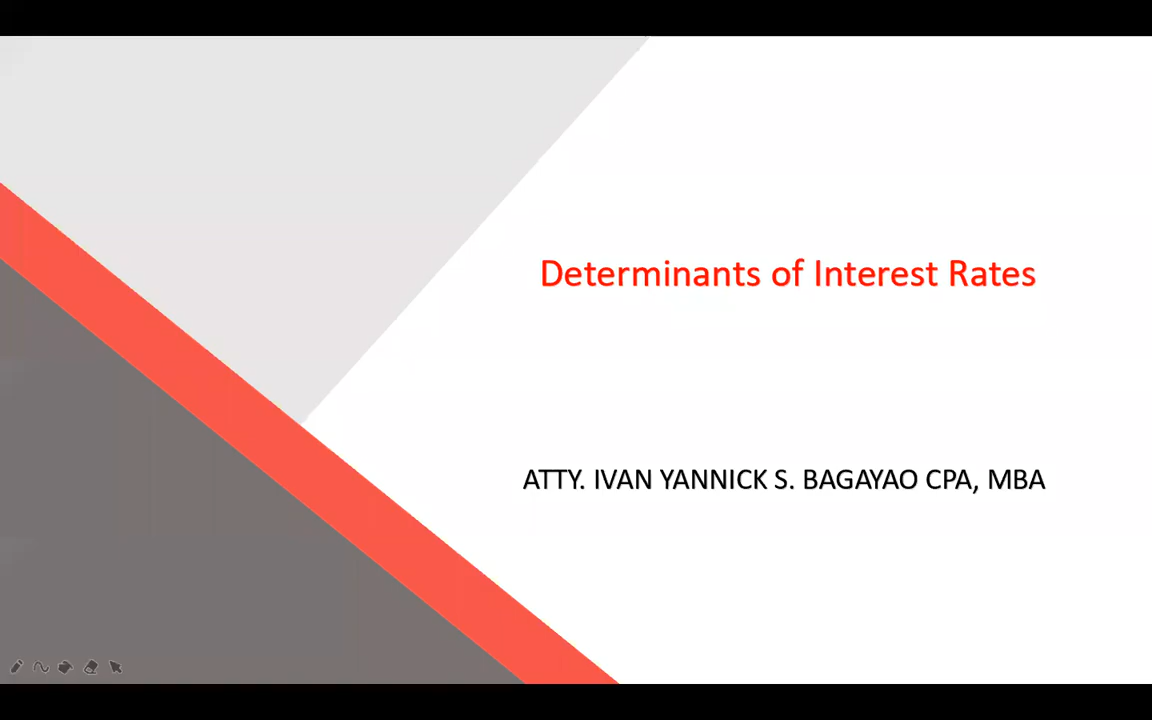 Determinants of Interest Rates
ATTY. IVAN YANNICK S. BAGAYAO CPA, MBA